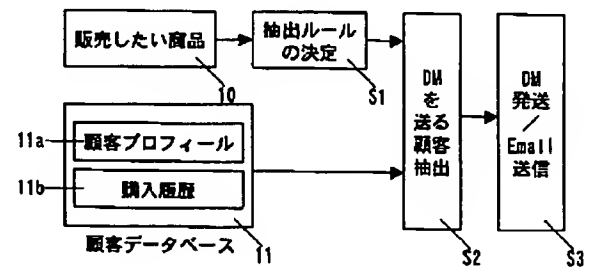 販売したい商品
10
抽出ルール
の決定
S1
11a
顧客プロフィール
11b
購入履歴
顧客データベース
11
DM
を
送る
顧客
抽出
S2
DM
発送
/
Email
送信
S3